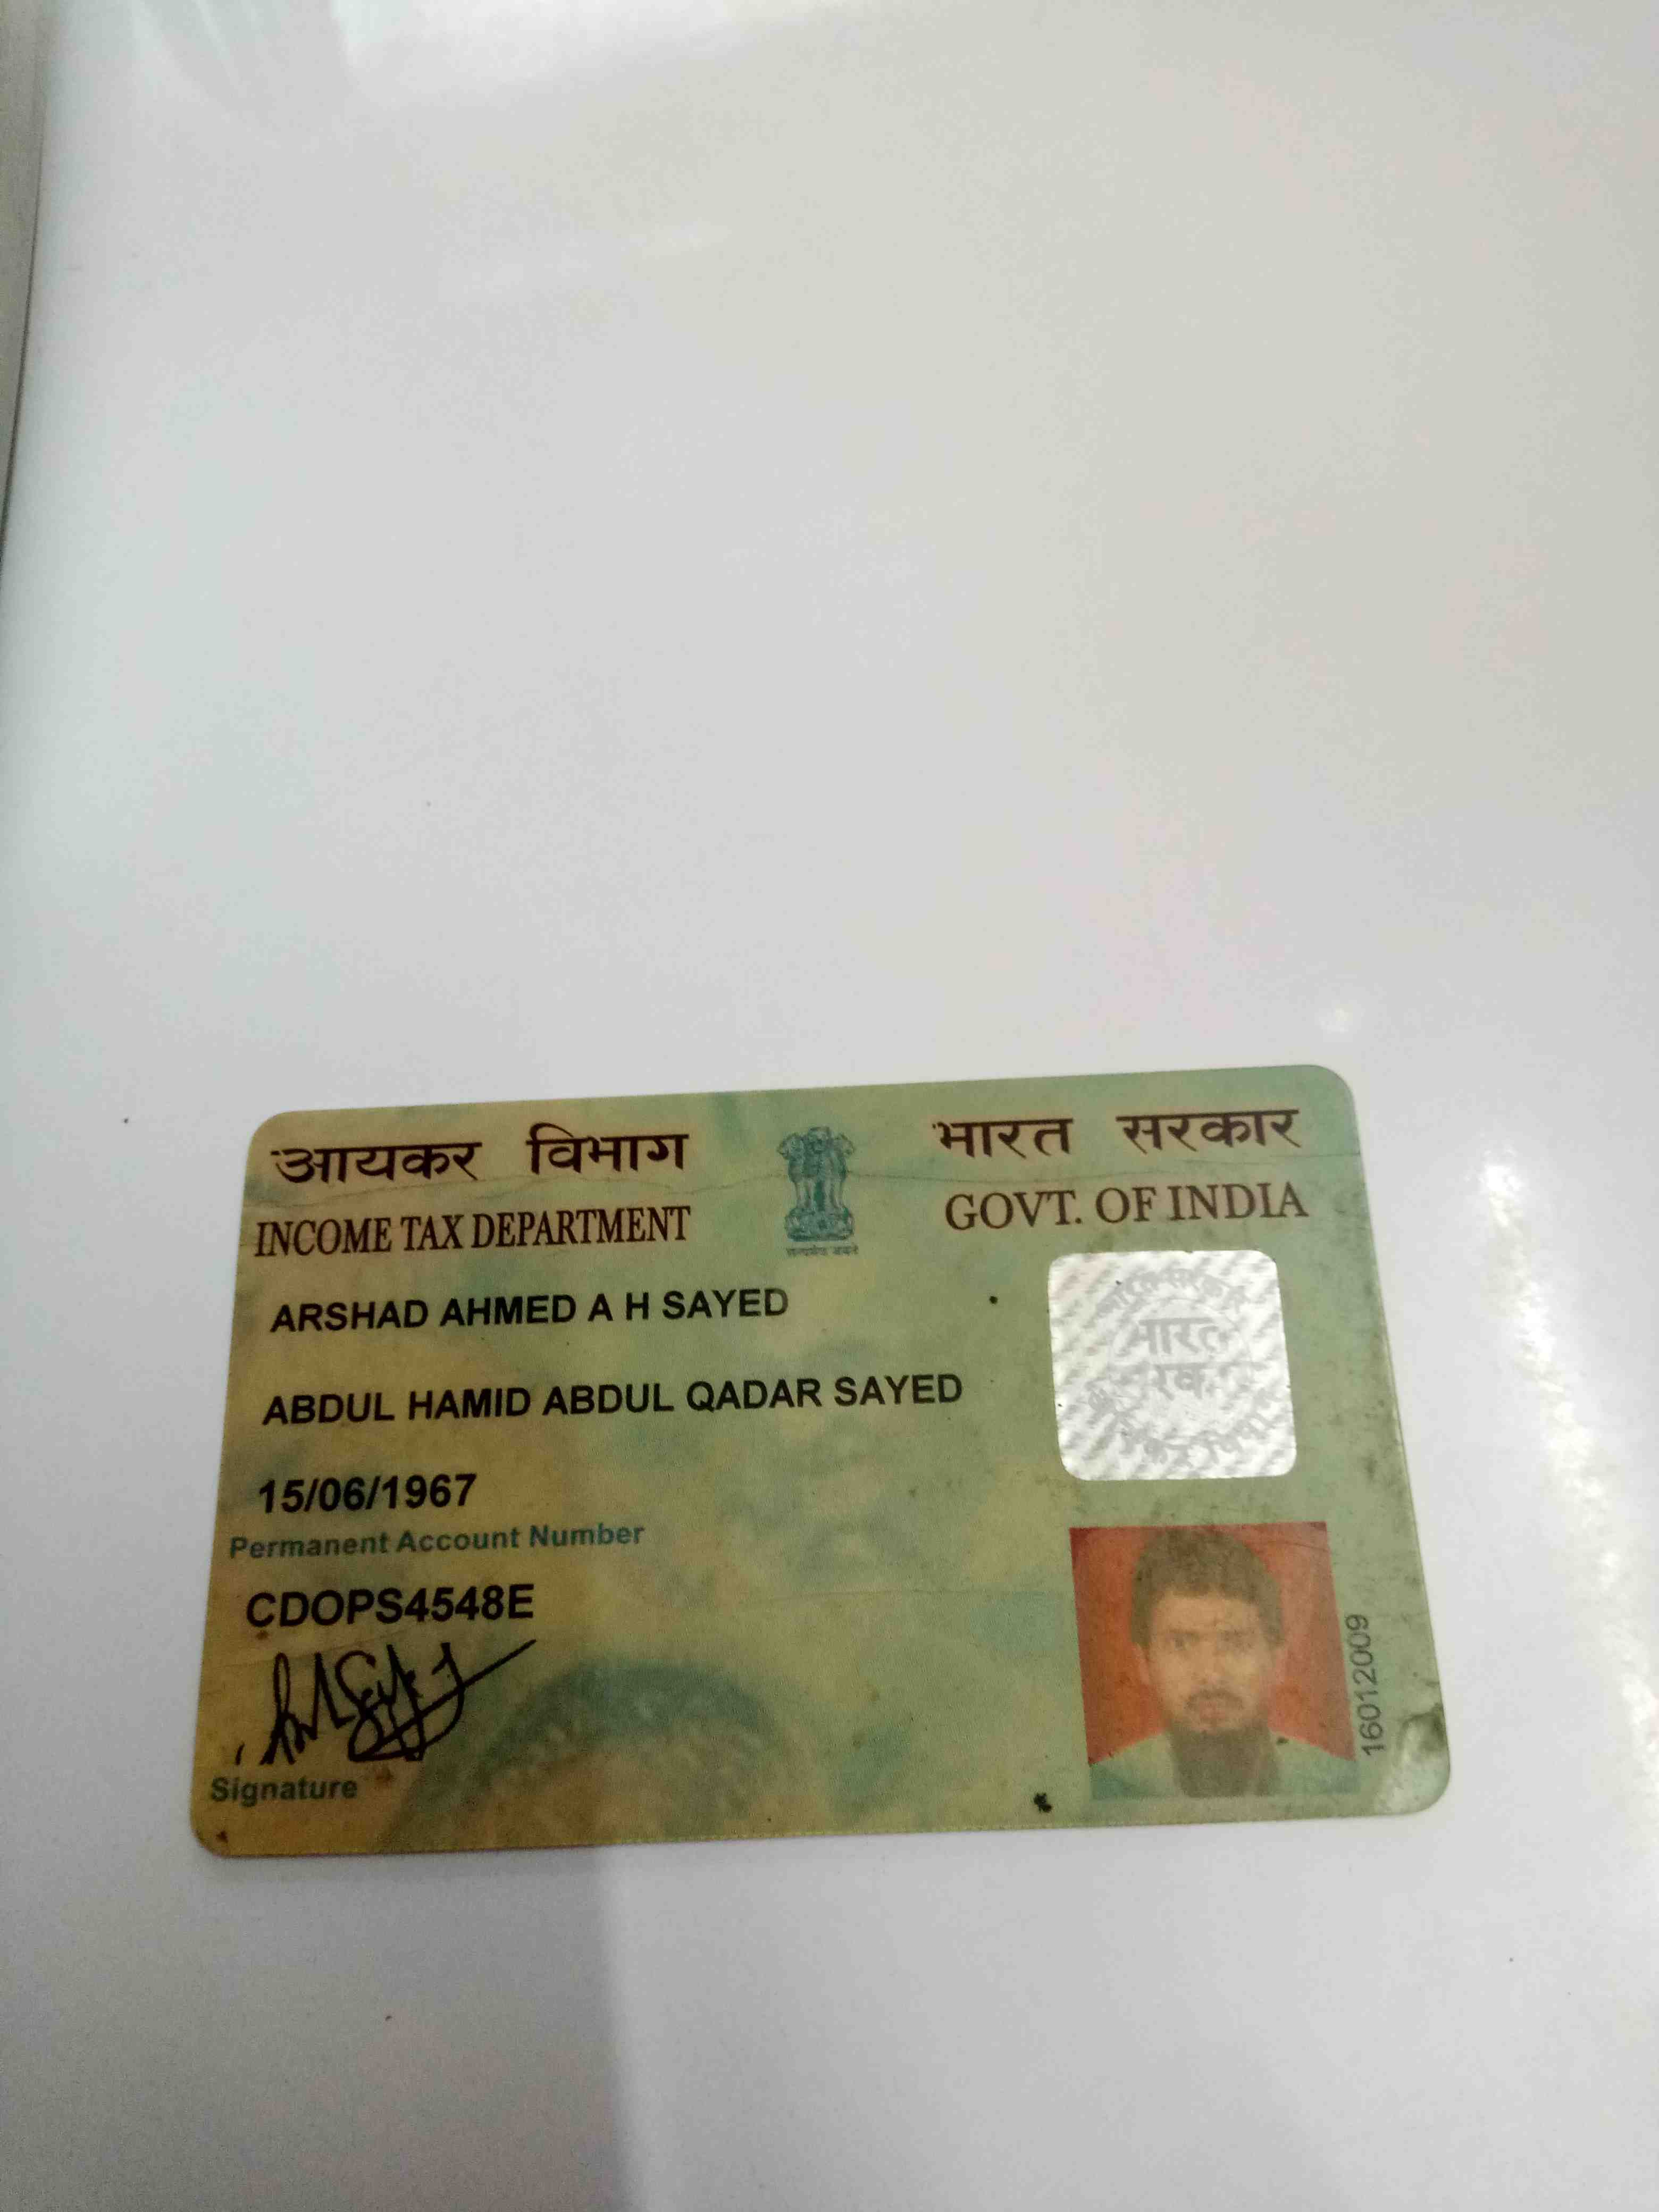 आयकर विभाग
INCOME TAX DEPARTMENT
सत्यमेव जयते
भारत सरकार
GOVT. OF INDIA
ARSHAD AHMED A H SAYED
ABDUL HAMID ABDUL QADAR SAYED
15/06/1967
Permanent Account Number
CDOPS4548E
Signature
भारत
16012009